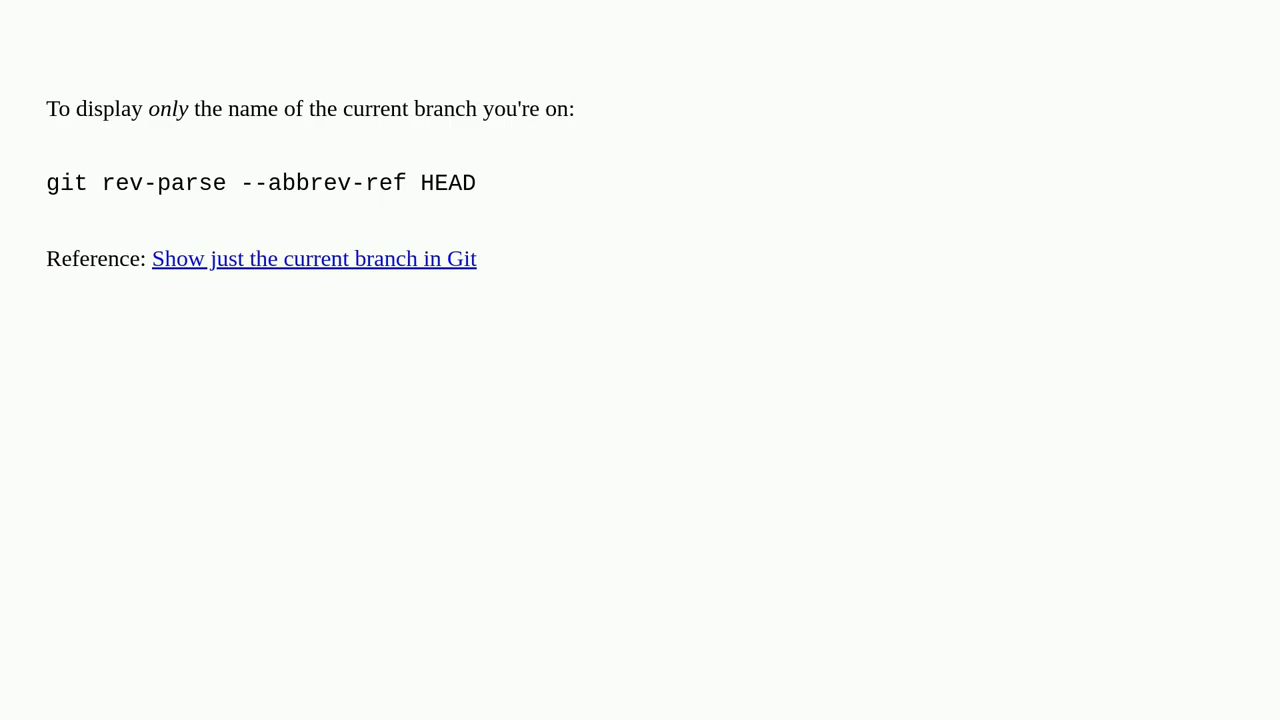 To display only the name of the current branch you're on:
git rev-parse --abbrev-ref HEAD
Reference: Show just the current branch in Git